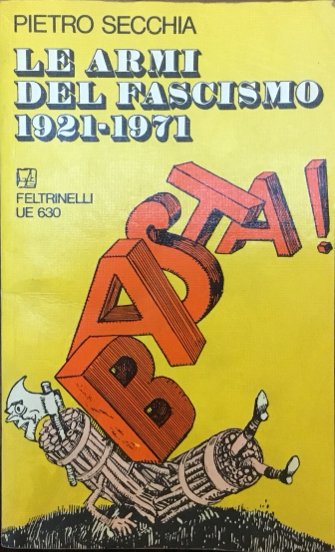 PIETRO SECCHIA
LE ARMI
DEL FASCISMO
1921-1971
FELTRINELLI
UE 630
BASTA!